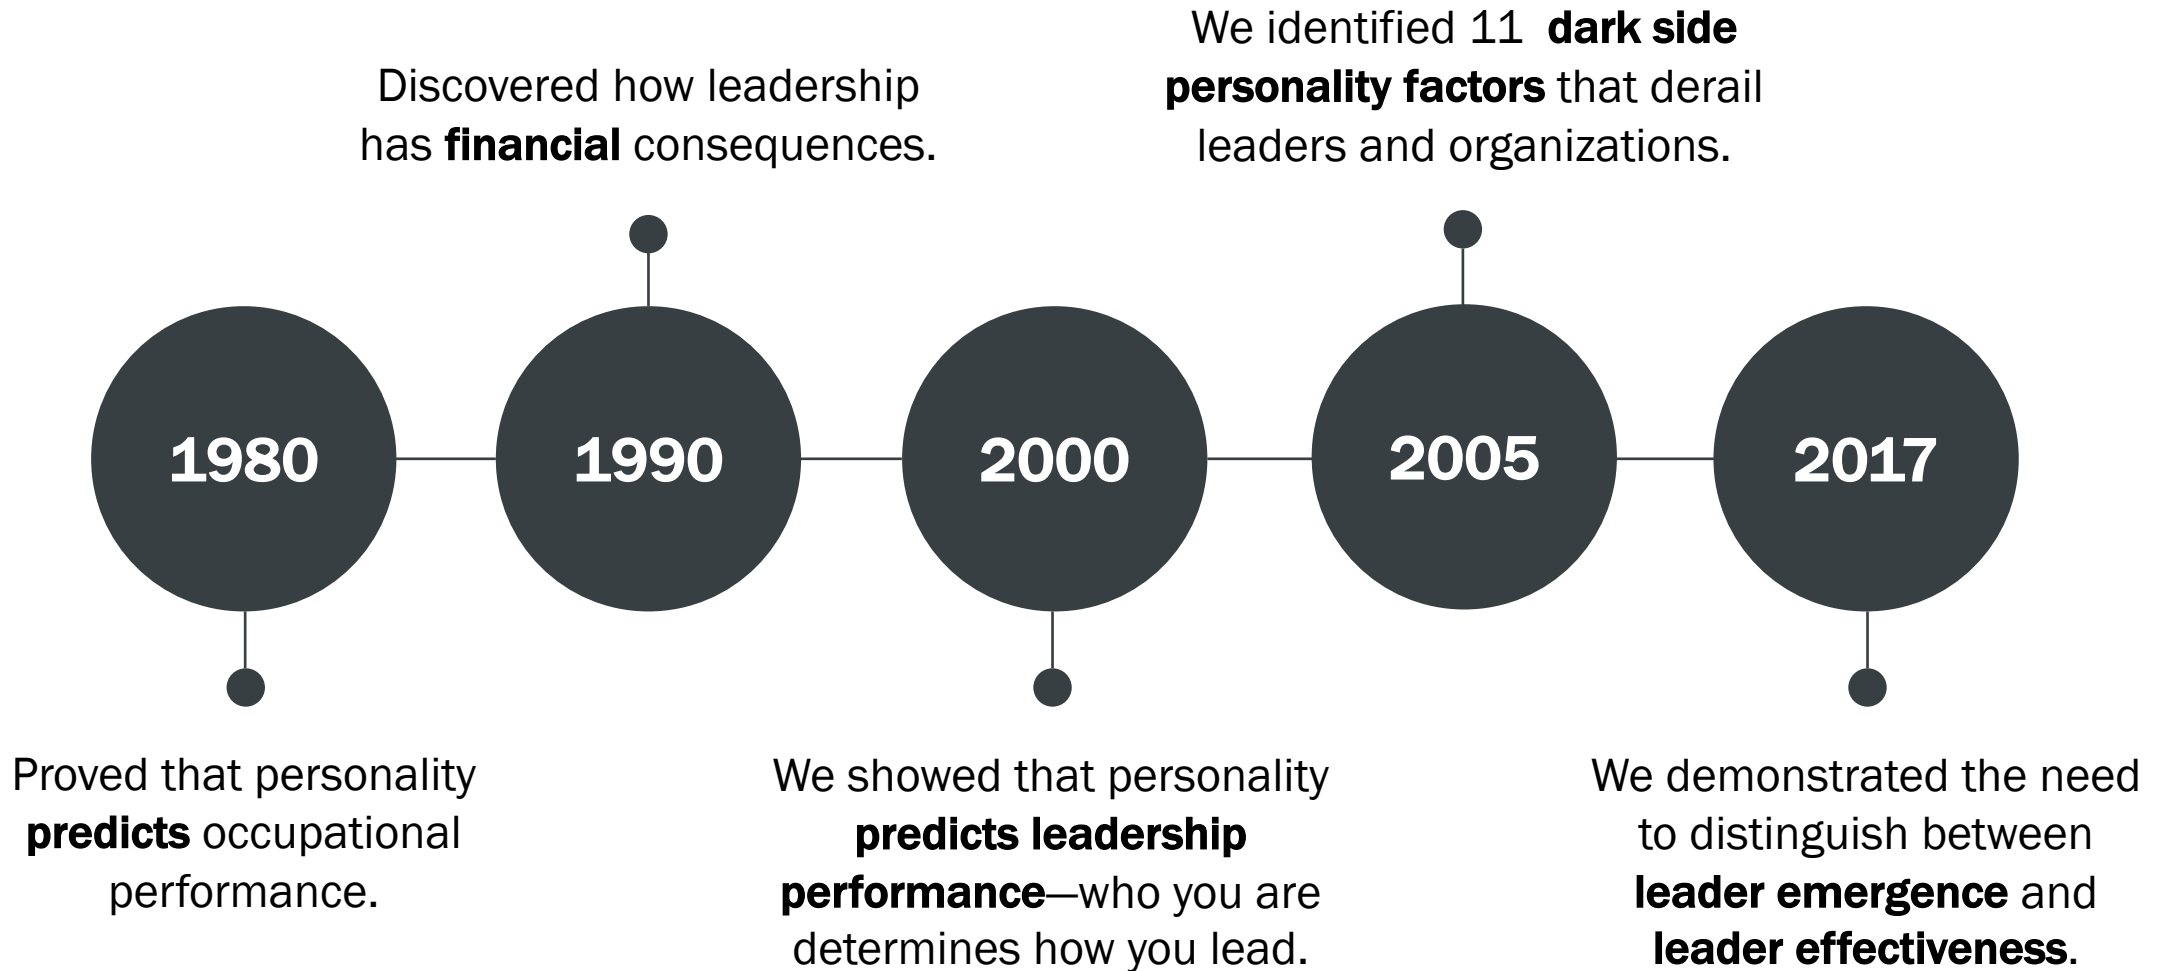 We identified 11  dark side
personality factors that derail
leaders and organizations.
Discovered how leadership
has financial consequences.
1980
1990
2000
2005
2017
Proved that personality
predicts occupational
performance.
We showed that personality
predicts leadership
performance—who you are
determines how you lead.
We demonstrated the need
to distinguish between
leader emergence and
leader effectiveness.